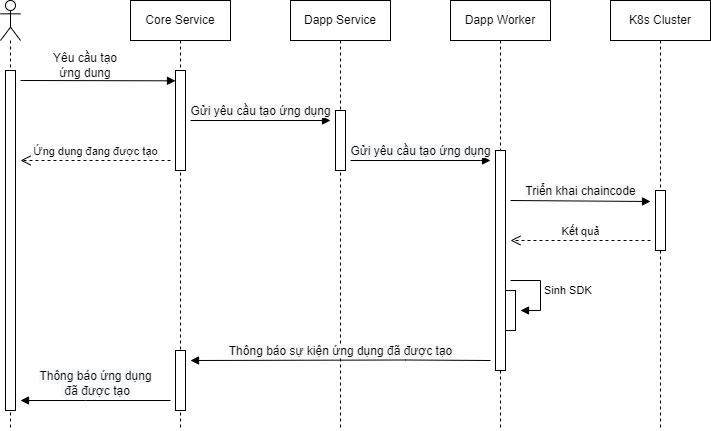 Core Service
Dapp Service
Dapp Worker
K8s Cluster
Yêu cầu tạo
ứng dung
Gửi yêu cầu tạo ứng dụng
Ứng dụng đang được tạo
Gửi yêu cầu tạo ứng dụng
Triển khai chaincode
Kết quả
Sinh SDK
Thông báo sự kiện ứng dụng đã được tạo
Thông báo ứng dụng
đã được tạo